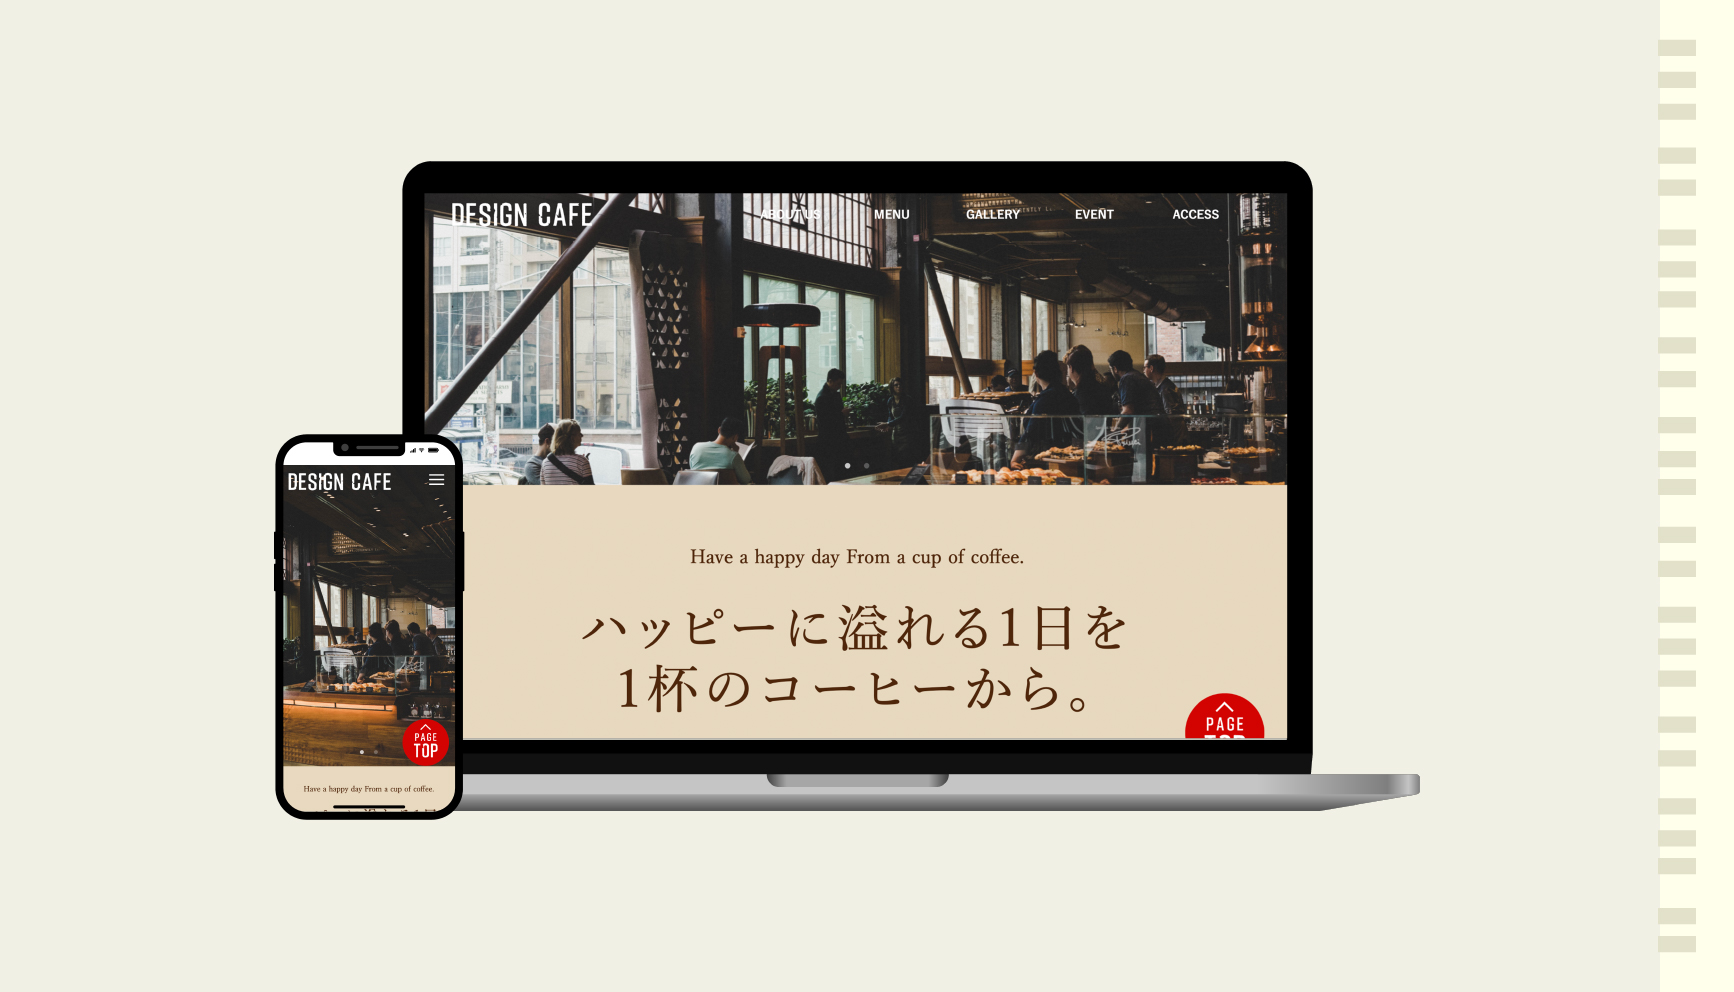 DESIGN CAFE
ABOUT US
MENU
GALLERY
EVENT
ACCESS
Have a happy day From a cup of coffee.
ハッピーに溢れる1日を
1杯のコーヒーから。
PAGE
TOP
DESIGN CAFE
PAGE
TOP
Have a happy day From a cup of coffee.